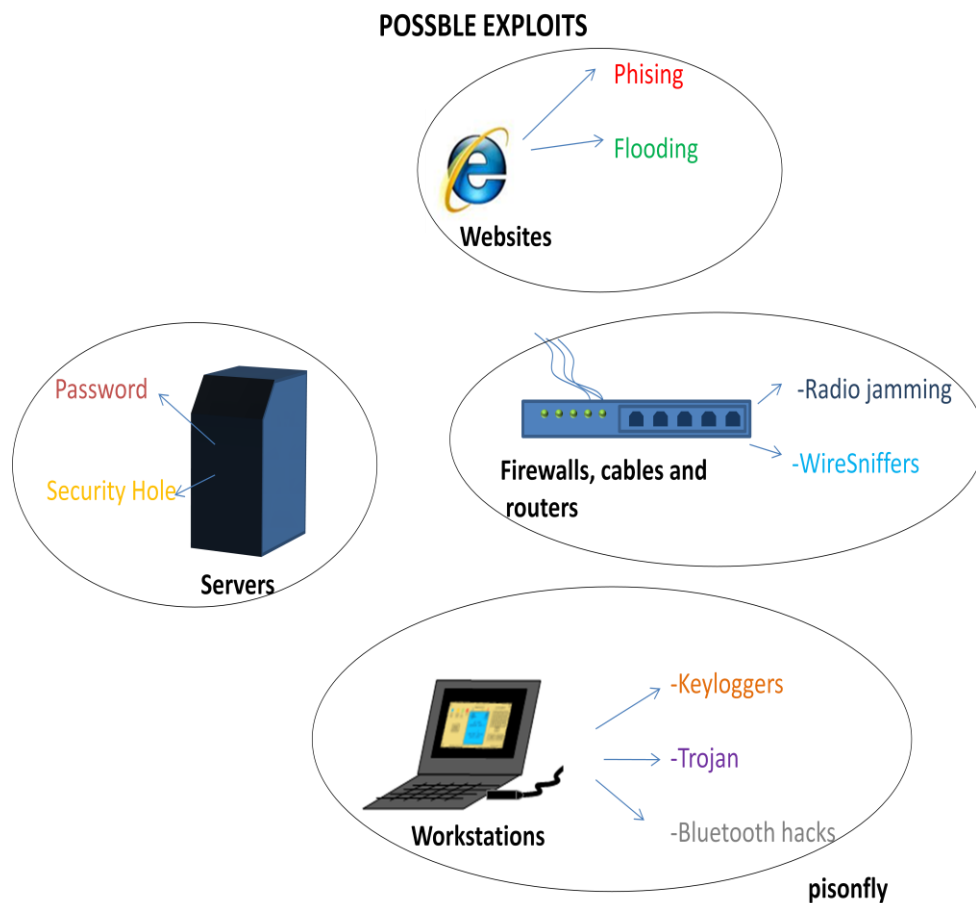 POSSBLE EXPLOITS
Phising
Flooding
Websites
Password
Security Hole
Servers
-Radio jamming
-WireSniffers
Firewalls, cables and
routers
-Keyloggers
-Trojan
-Bluetooth hacks
Workstations
pisonfly